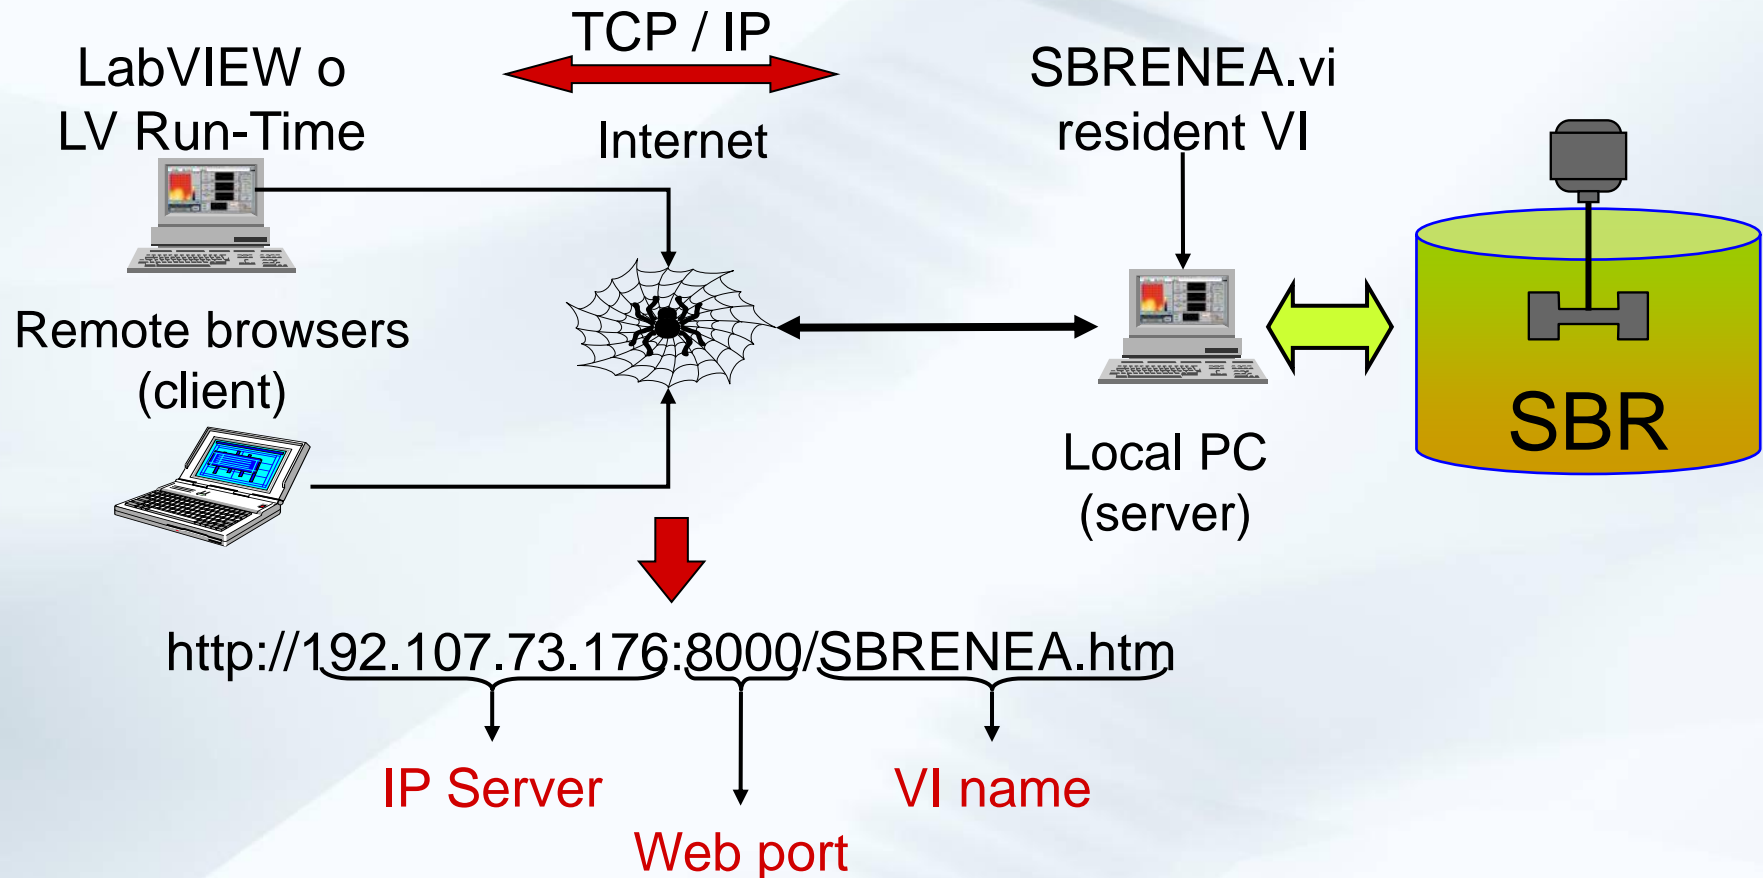 TCP / IP
LabVIEW o
LV Run-Time
Internet
SBRENEA.vi
resident VI
Remote browsers
(client)
Local PC
(server)
SBR
http://192.107.73.176:8000/SBRENEA.htm
IP Server
VI name
Web port